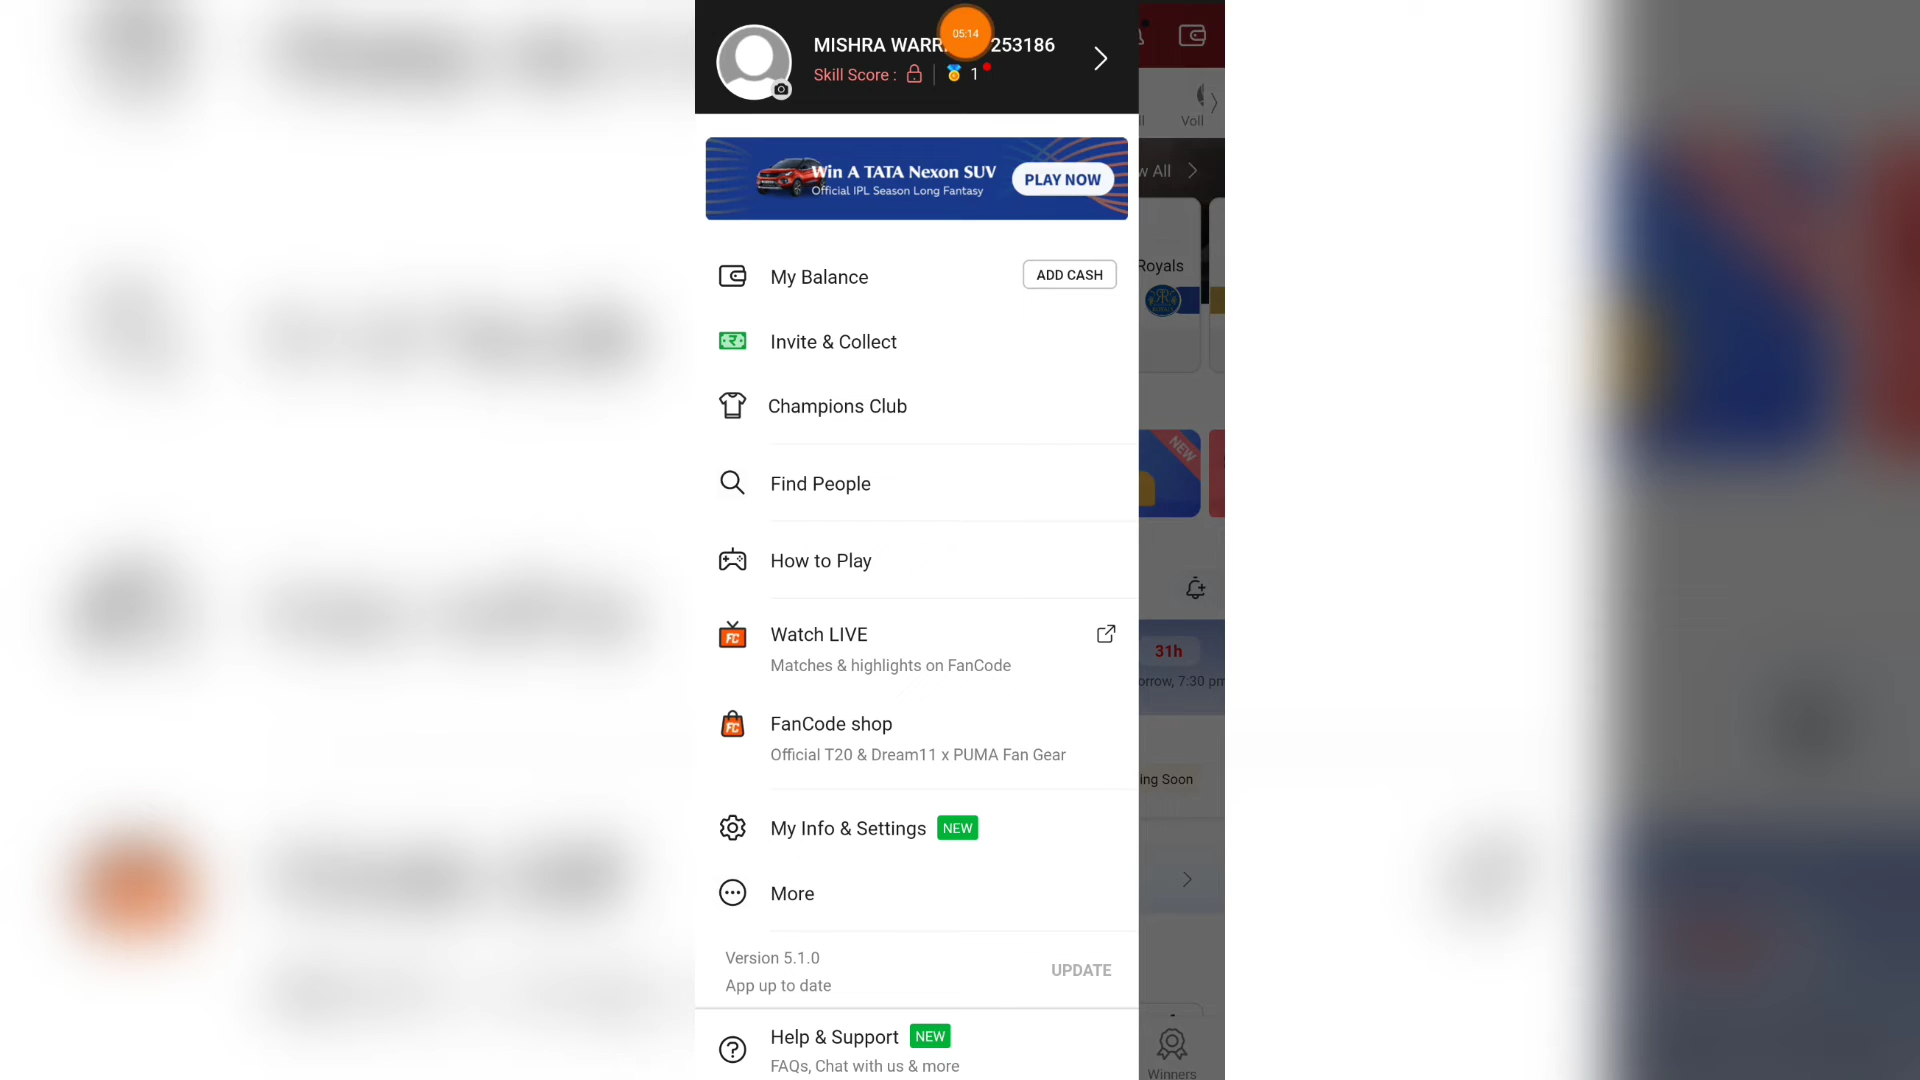 05:14
MISHRA WARR 253186
Skill Score : 1
Voll
Win A TATA Nexon SUV
Official IPL Season Long Fantasy
PLAY NOW
w All
My Balance
ADD CASH
Royals
Invite & Collect
Champions Club
NEW
Find People
How to Play
Watch LIVE
Matches & highlights on FanCode
31h
orrow, 7:30 pm
FC
FC
FanCode shop
Official T20 & Dream11 x PUMA Fan Gear
ing Soon
My Info & Settings NEW
More
Version 5.1.0
App up to date
UPDATE
Help & Support NEW
FAQs, Chat with us & more
Winners